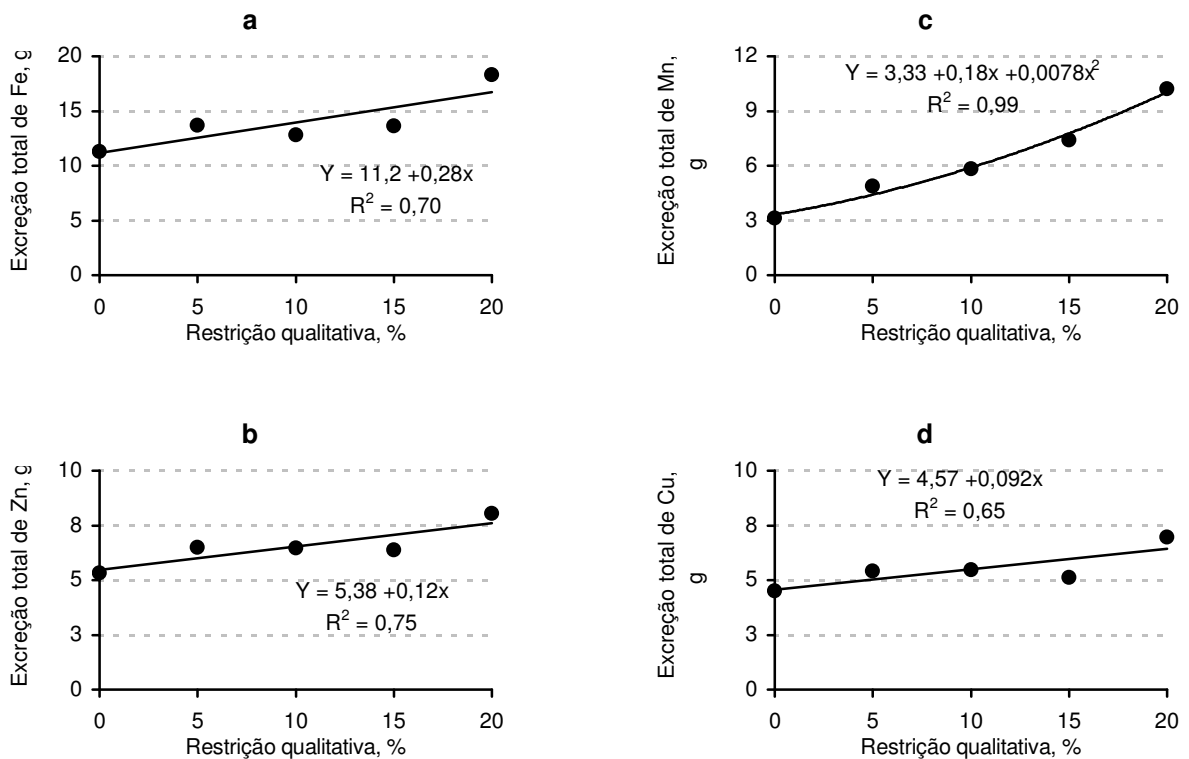 a
Excreção total de Fe, g
20
15
10
5
0
Y = 11,2 +0,28x
R² = 0,70
0 5 10 15 20
Restrição qualitativa, %
c
Excreção total de Mn,
g
12
9
6
3
0
Y = 3,33 +0,18x +0,0078x²
R² = 0,99
0 5 10 15 20
Restrição qualitativa, %
b
Excreção total de Zn, g
10
8
5
3
0
Y = 5,38 +0,12x
R² = 0,75
0 5 10 15 20
Restrição qualitativa, %
d
Excreção total de Cu,
g
10
8
5
3
0
Y = 4,57 +0,092x
R² = 0,65
0 5 10 15 20
Restrição qualitativa, %